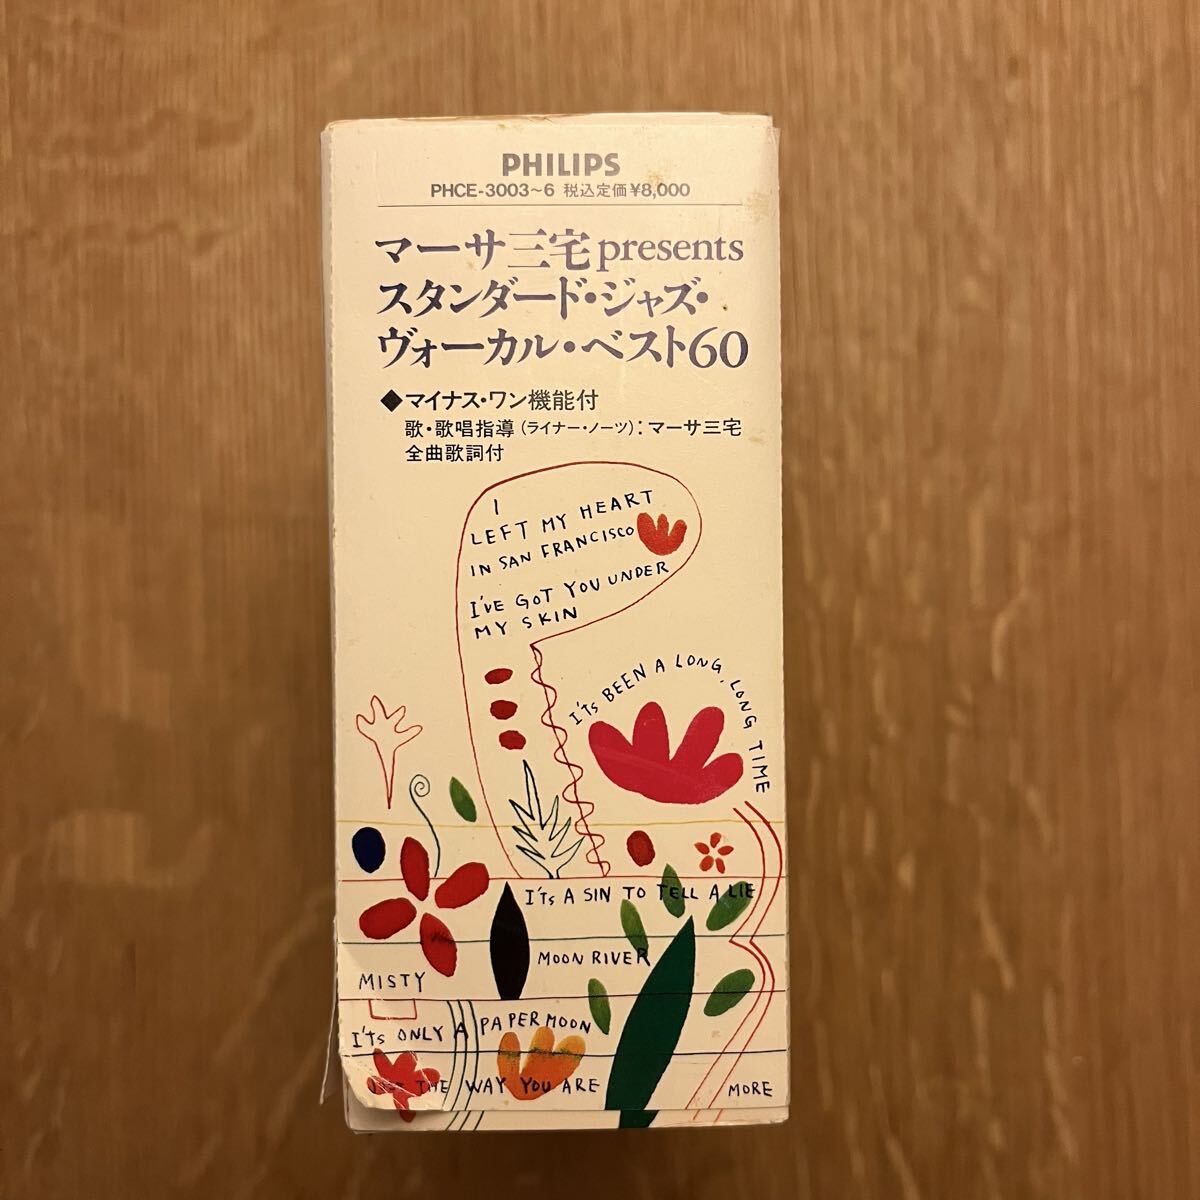 PHILIPS
PHCE-3003~6 税込定価¥8,000
マーサ三宅presents
スタンダード・ジャズ・
ヴォーカル・ベスト60
◆マイナス・ワン機能付
歌・歌唱指導(ライナー・ノーツ):マーサ三宅
全曲歌詞付
I
LEFT MY HEART
IN SAN FRANCISCO
I'VE GOT YOU UNDER
MY SKIN
I'Ts BEEN A LONG, LONG TIME
I'Ts A SIN TO TELL A LIE
MOON RIVER
MISTY
I'Ts ONLY A PAPER MOON
THE WAY YOU ARE
MORE